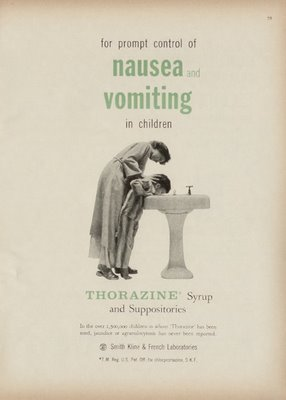 79
for prompt control of
nausea and
vomiting
in children
THORAZINE* Syrup
and Suppositories
In the over 1,500,000 children in whom 'Thorazine' has been
used, jaundice or agranulocytosis has never been reported.
Smith Kline & French Laboratories
*T.M. Reg. U.S. Pat. Off. for chlorpromazine, S.K.F.